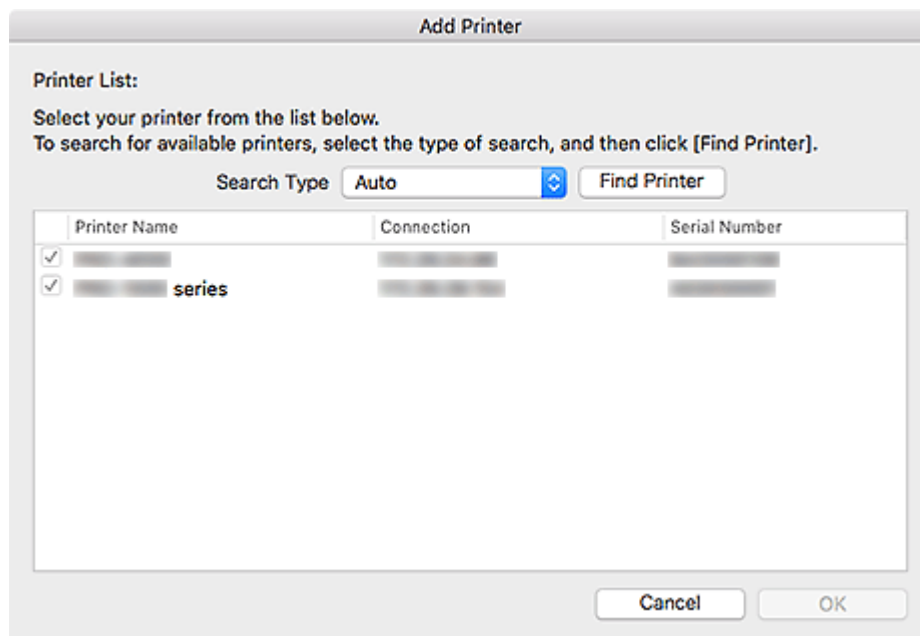 Add Printer
Printer List:
Select your printer from the list below.
To search for available printers, select the type of search, and then click [Find Printer].
Search Type Auto Find Printer
Printer Name Connection Serial Number
series
Cancel OK